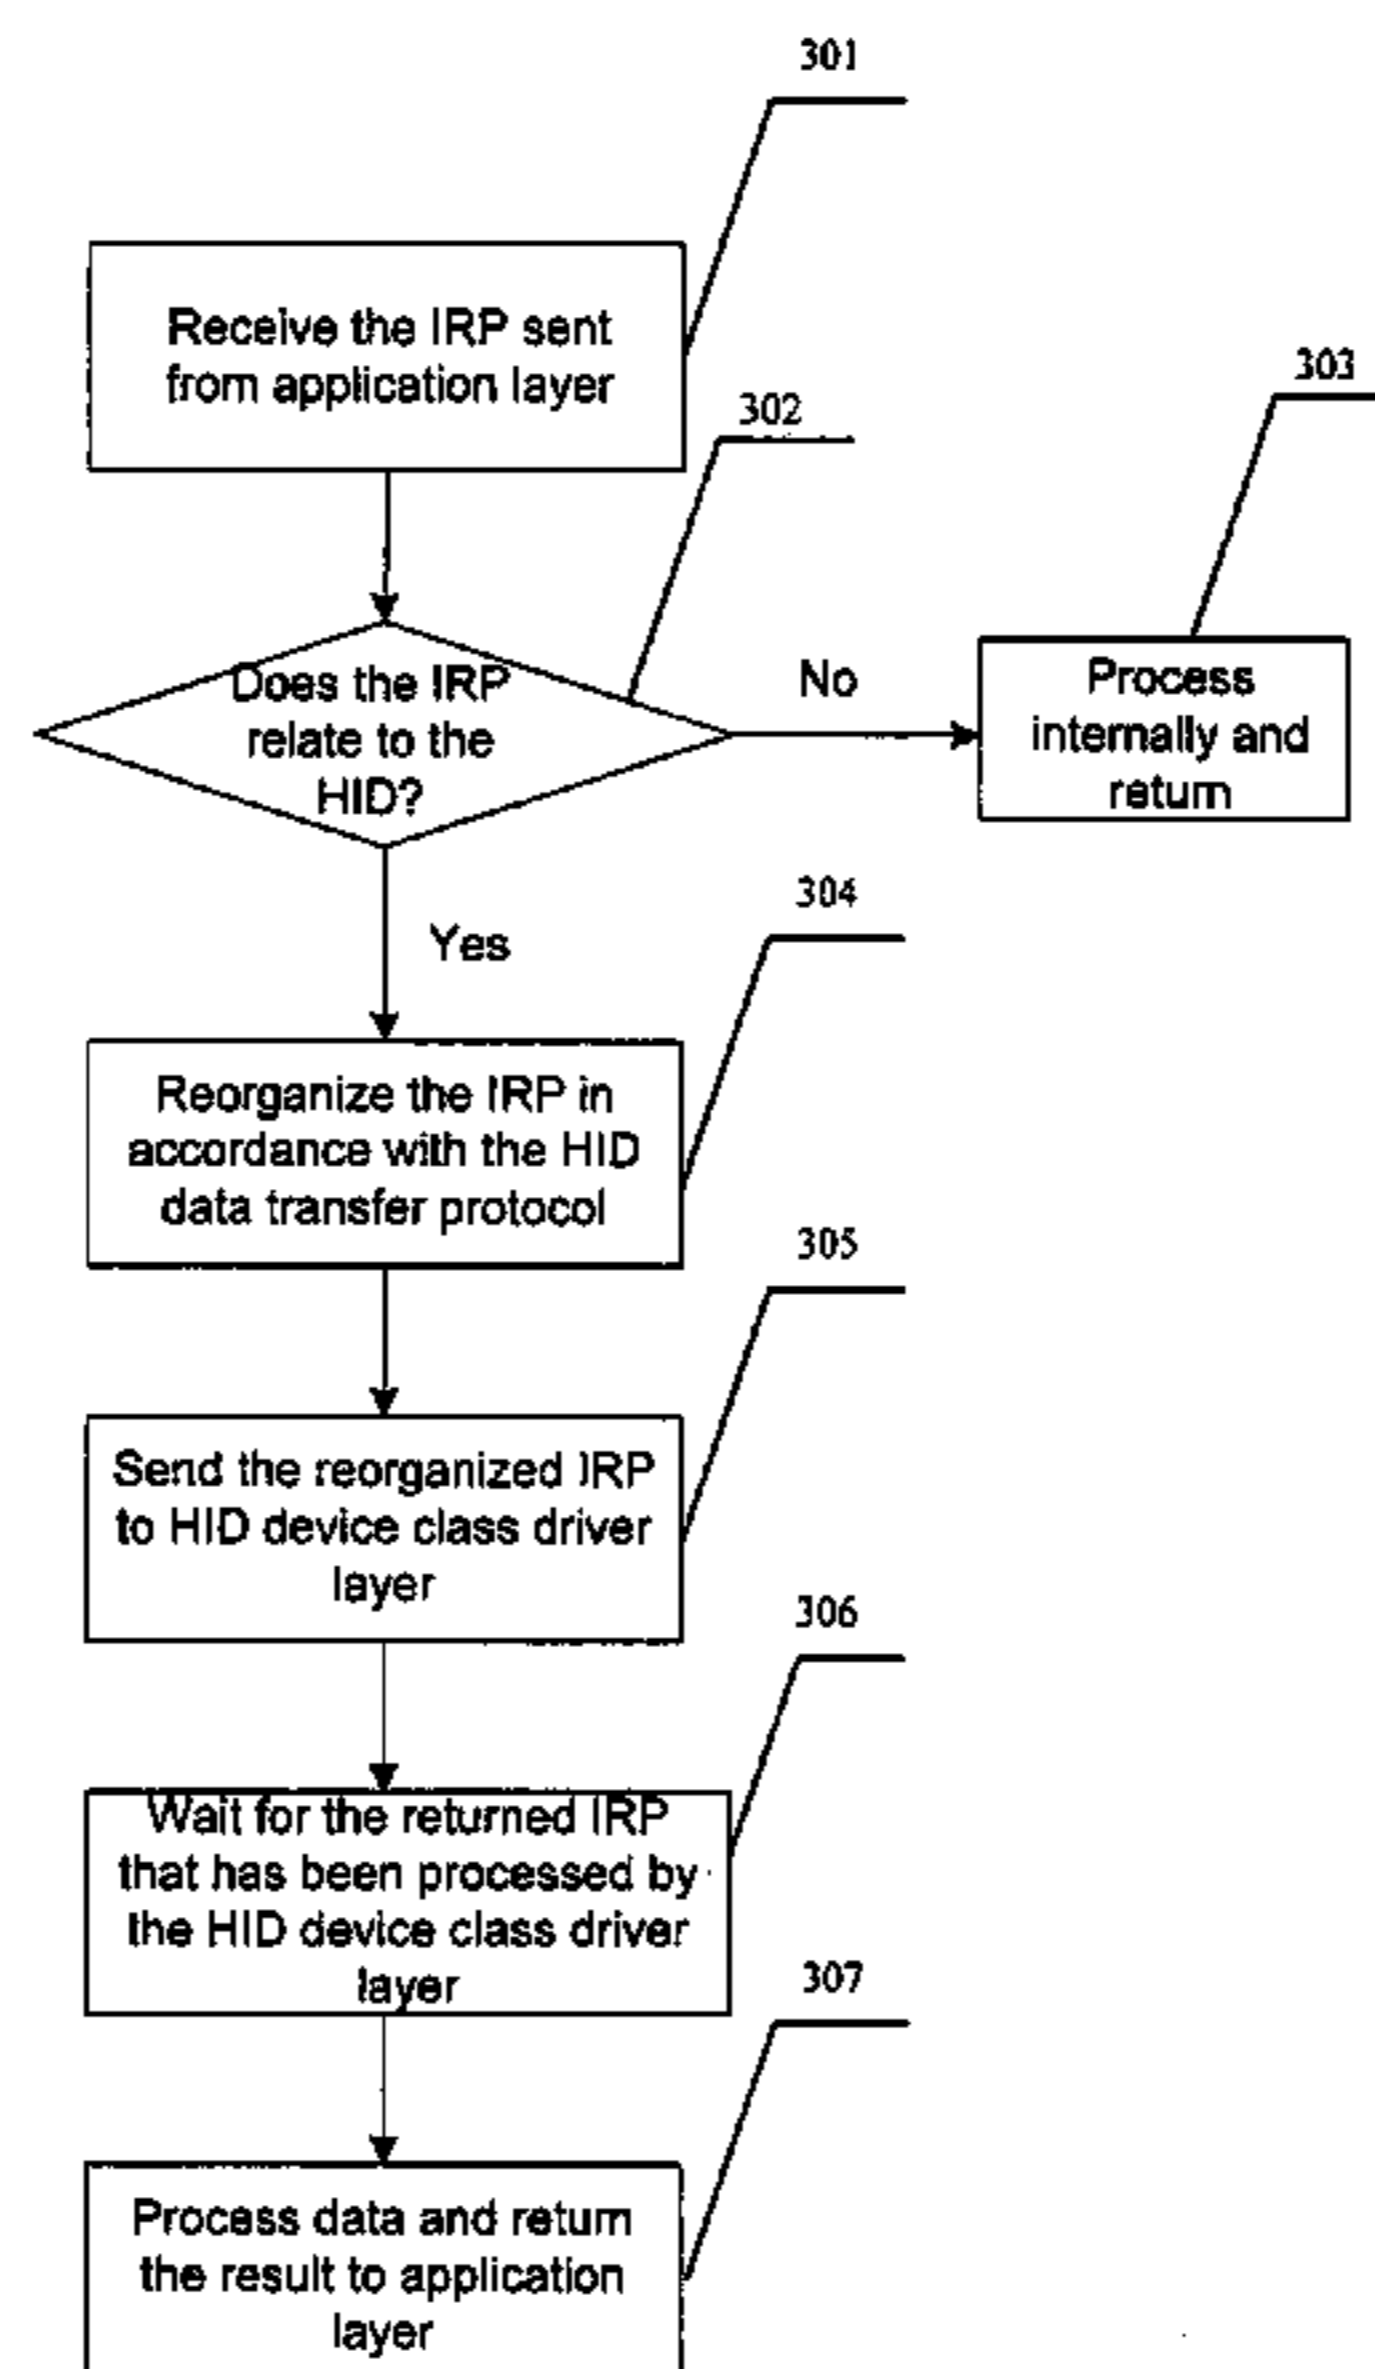 301
Receive the IRP sent
from application layer
302
303
Does the IRP
relate to the
HID?
No
Process
internally and
return
Yes
304
Reorganize the IRP in
accordance with the HID
data transfer protocol
305
Send the reorganized IRP
to HID device class driver
layer
306
Wait for the returned IRP
that has been processed by
the HID device class driver
layer
307
Process data and return
the result to application
layer